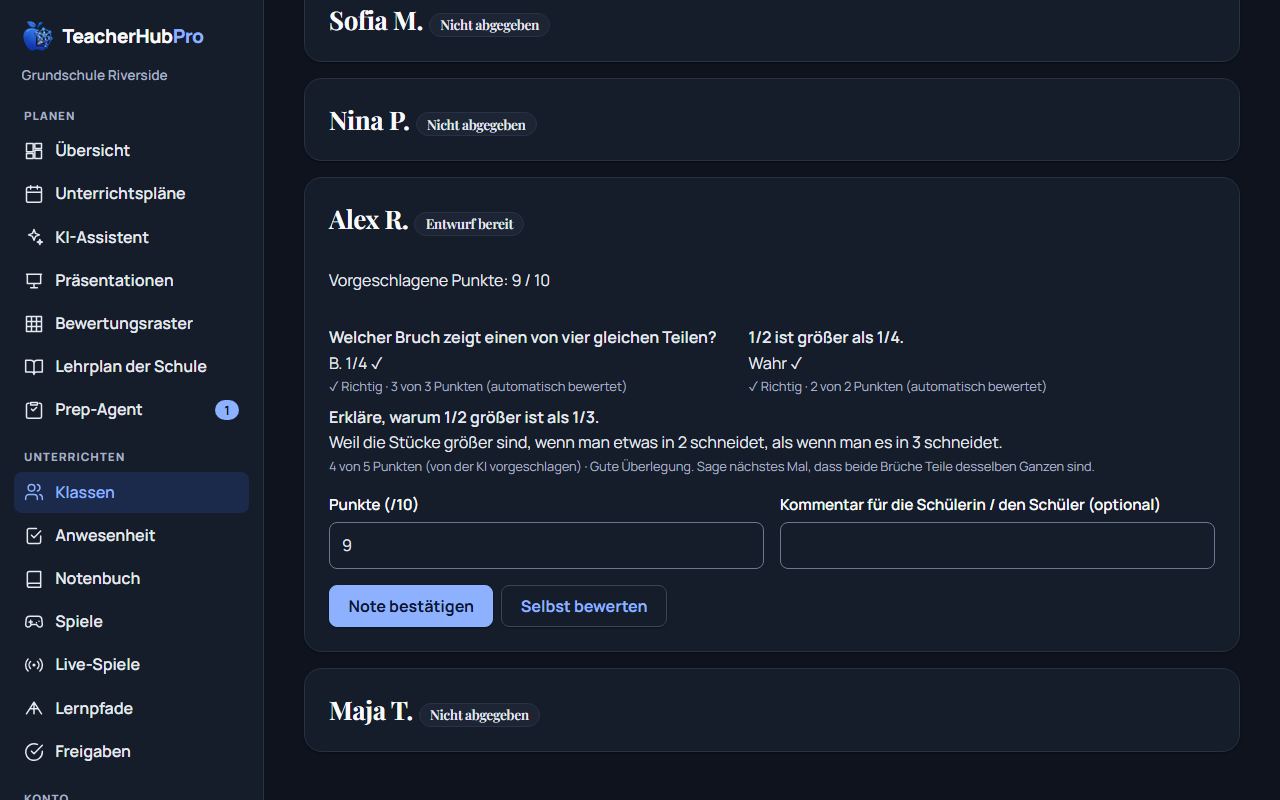 TeacherHubPro
Grundschule Riverside
PLANEN
Übersicht
Unterrichtspläne
KI-Assistent
Präsentationen
Bewertungsraster
Lehrplan der Schule
Prep-Agent 1
UNTERRICHTEN
Klassen
Anwesenheit
Notenbuch
Spiele
Live-Spiele
Lernpfade
Freigaben
KONTO
Sofia M. Nicht abgegeben
Nina P. Nicht abgegeben
Alex R. Entwurf bereit
Vorgeschlagene Punkte: 9 / 10
Welcher Bruch zeigt einen von vier gleichen Teilen?
B. 1/4 ✓
✓ Richtig · 3 von 3 Punkten (automatisch bewertet)
1/2 ist größer als 1/4.
Wahr ✓
✓ Richtig · 2 von 2 Punkten (automatisch bewertet)
Erkläre, warum 1/2 größer ist als 1/3.
Weil die Stücke größer sind, wenn man etwas in 2 schneidet, als wenn man es in 3 schneidet.
4 von 5 Punkten (von der KI vorgeschlagen) · Gute Überlegung. Sage nächstes Mal, dass beide Brüche Teile desselben Ganzen sind.
Punkte (/10)
9
Kommentar für die Schülerin / den Schüler (optional)
Note bestätigen
Selbst bewerten
Maja T. Nicht abgegeben